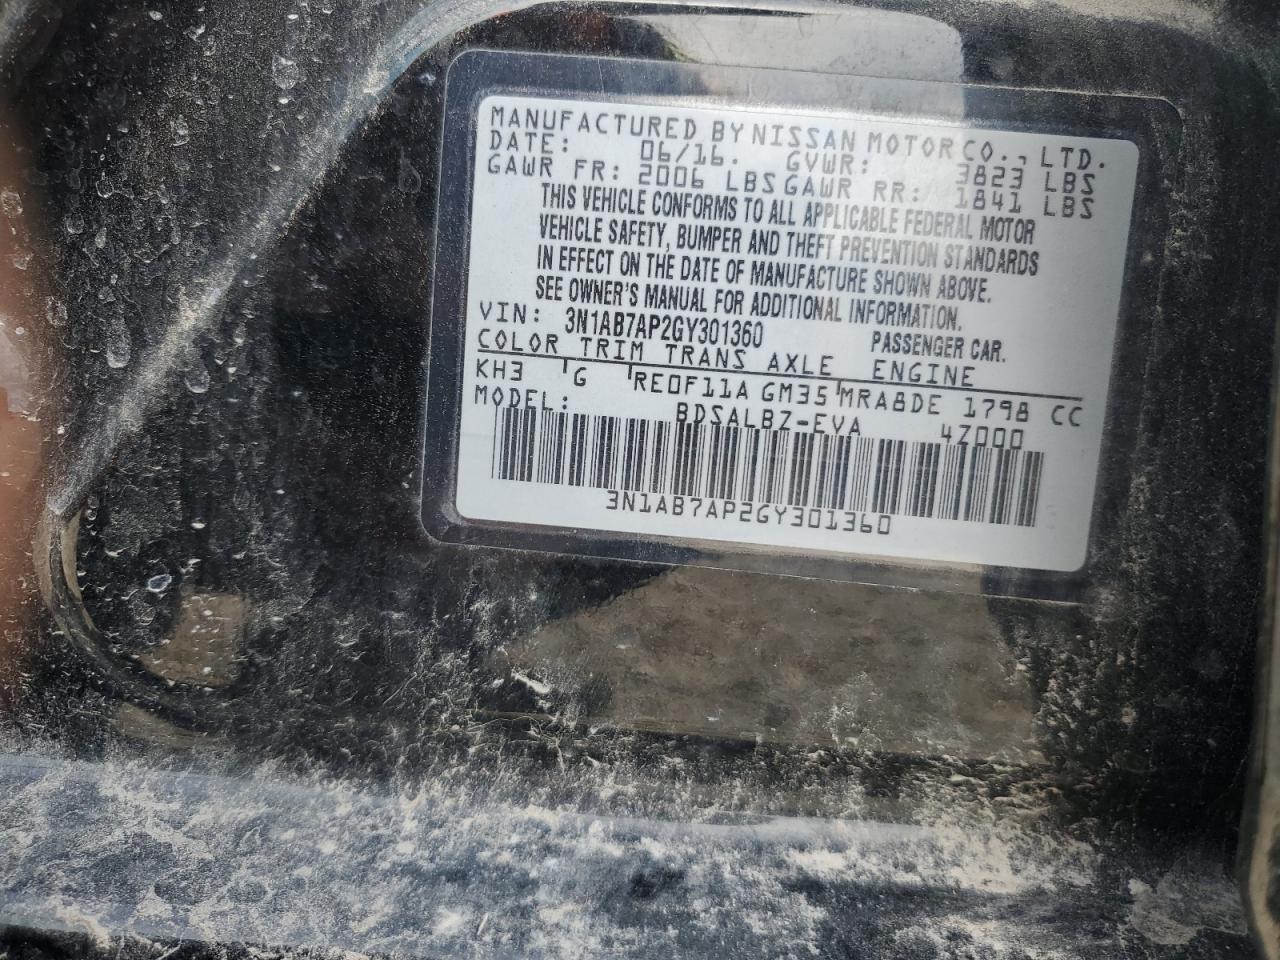 MANUFACTURED BY NISSAN MOTOR CO., LTD.
DATE: 06/16. GVWR: 3823 LBS
GAWR FR: 2006 LBS GAWR RR: 1841 LBS
THIS VEHICLE CONFORMS TO ALL APPLICABLE FEDERAL MOTOR
VEHICLE SAFETY, BUMPER AND THEFT PREVENTION STANDARDS
IN EFFECT ON THE DATE OF MANUFACTURE SHOWN ABOVE.
SEE OWNER'S MANUAL FOR ADDITIONAL INFORMATION.
VIN: 3N1AB7AP2GY301360 PASSENGER CAR.
COLOR TRIM TRANS AXLE ENGINE
KH3 G RE0F11A GM35 MRA8DE 1798 CC
MODEL: BDSALBZ-EVA 4Z000
3N1AB7AP2GY301360